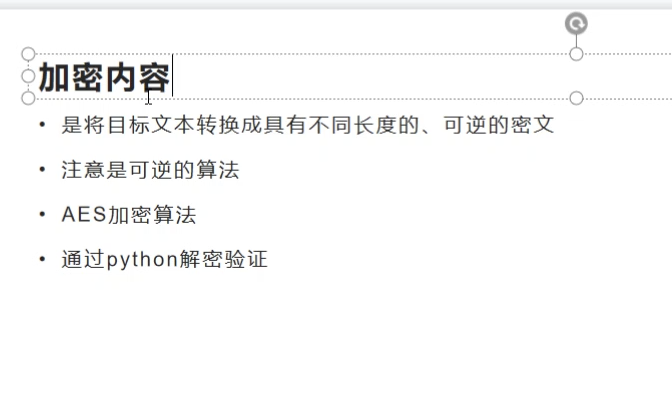 加密内容
• 是将目标文本转换成具有不同长度的、可逆的密文
• 注意是可逆的算法
• AES加密算法
• 通过python解密验证